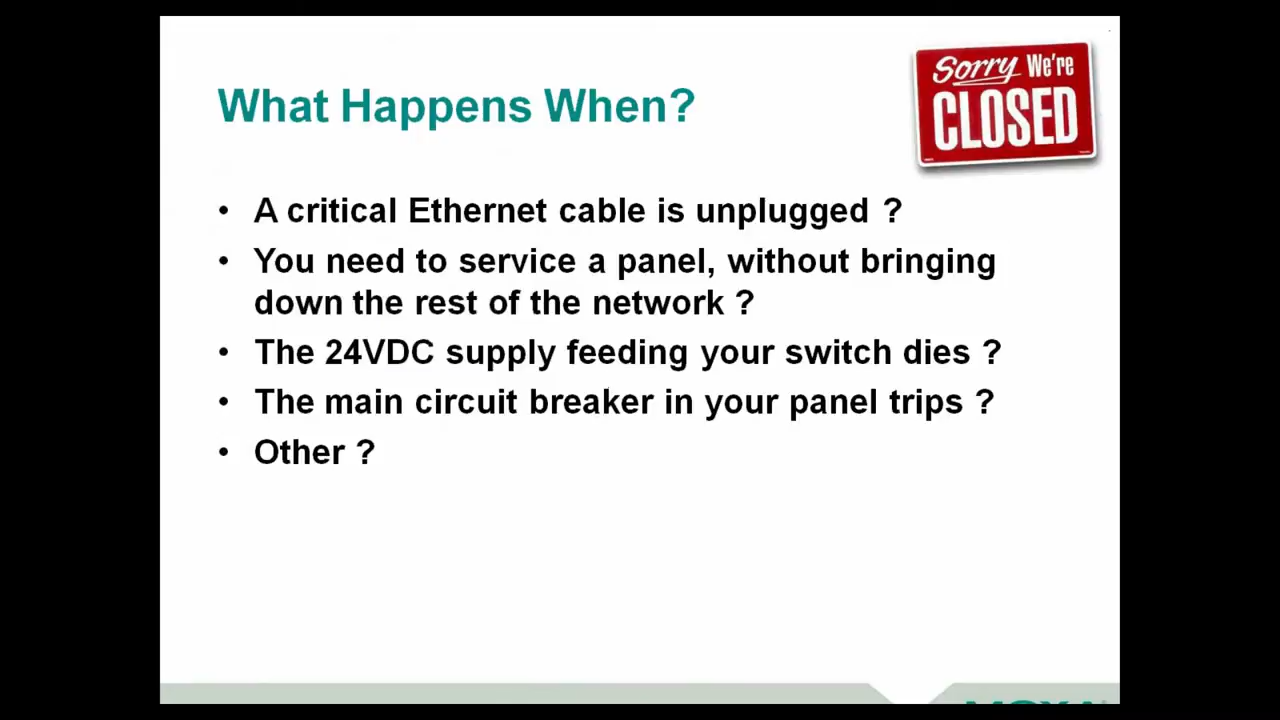 What Happens When?
Sorry We're
CLOSED
• A critical Ethernet cable is unplugged ?
• You need to service a panel, without bringing
down the rest of the network ?
• The 24VDC supply feeding your switch dies ?
• The main circuit breaker in your panel trips ?
• Other ?